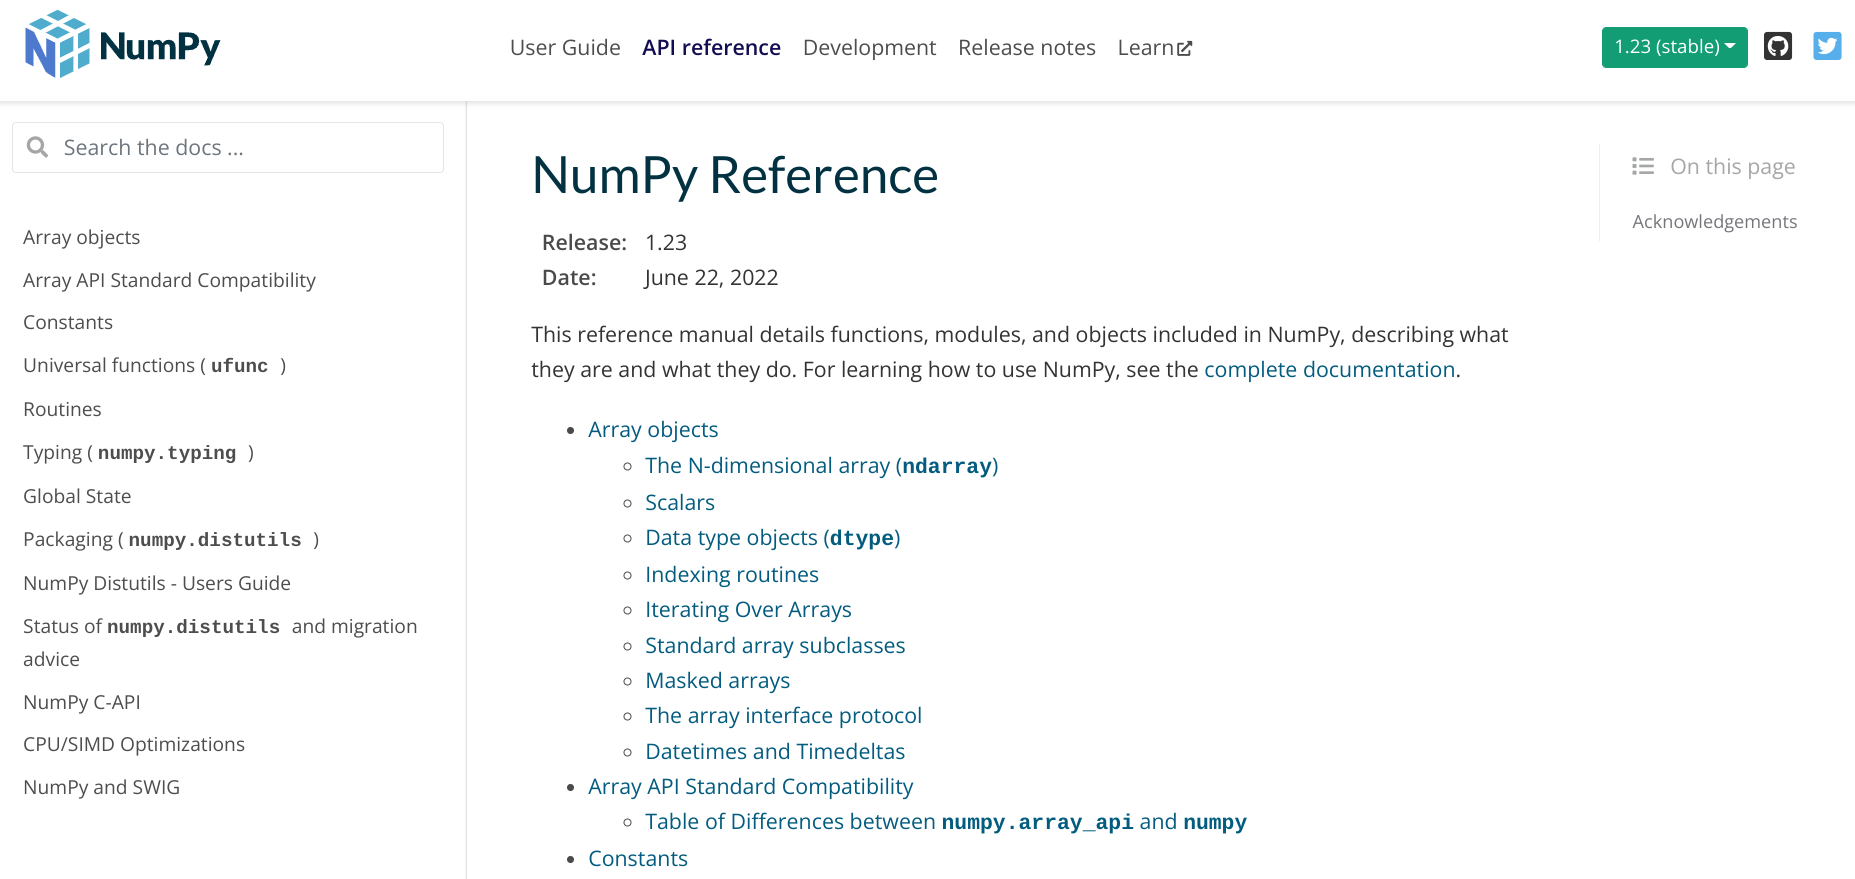 NumPy
User Guide API reference Development Release notes Learn
1.23 (stable)
Search the docs ...
Array objects
Array API Standard Compatibility
Constants
Universal functions ( ufunc )
Routines
Typing ( numpy.typing )
Global State
Packaging ( numpy.distutils )
NumPy Distutils - Users Guide
Status of numpy.distutils and migration
advice
NumPy C-API
CPU/SIMD Optimizations
NumPy and SWIG
NumPy Reference
Release: 1.23
Date: June 22, 2022
This reference manual details functions, modules, and objects included in NumPy, describing what
they are and what they do. For learning how to use NumPy, see the complete documentation.
• Array objects
◦ The N-dimensional array (ndarray)
◦ Scalars
◦ Data type objects (dtype)
◦ Indexing routines
◦ Iterating Over Arrays
◦ Standard array subclasses
◦ Masked arrays
◦ The array interface protocol
◦ Datetimes and Timedeltas
• Array API Standard Compatibility
◦ Table of Differences between numpy.array_api and numpy
• Constants
On this page
Acknowledgements